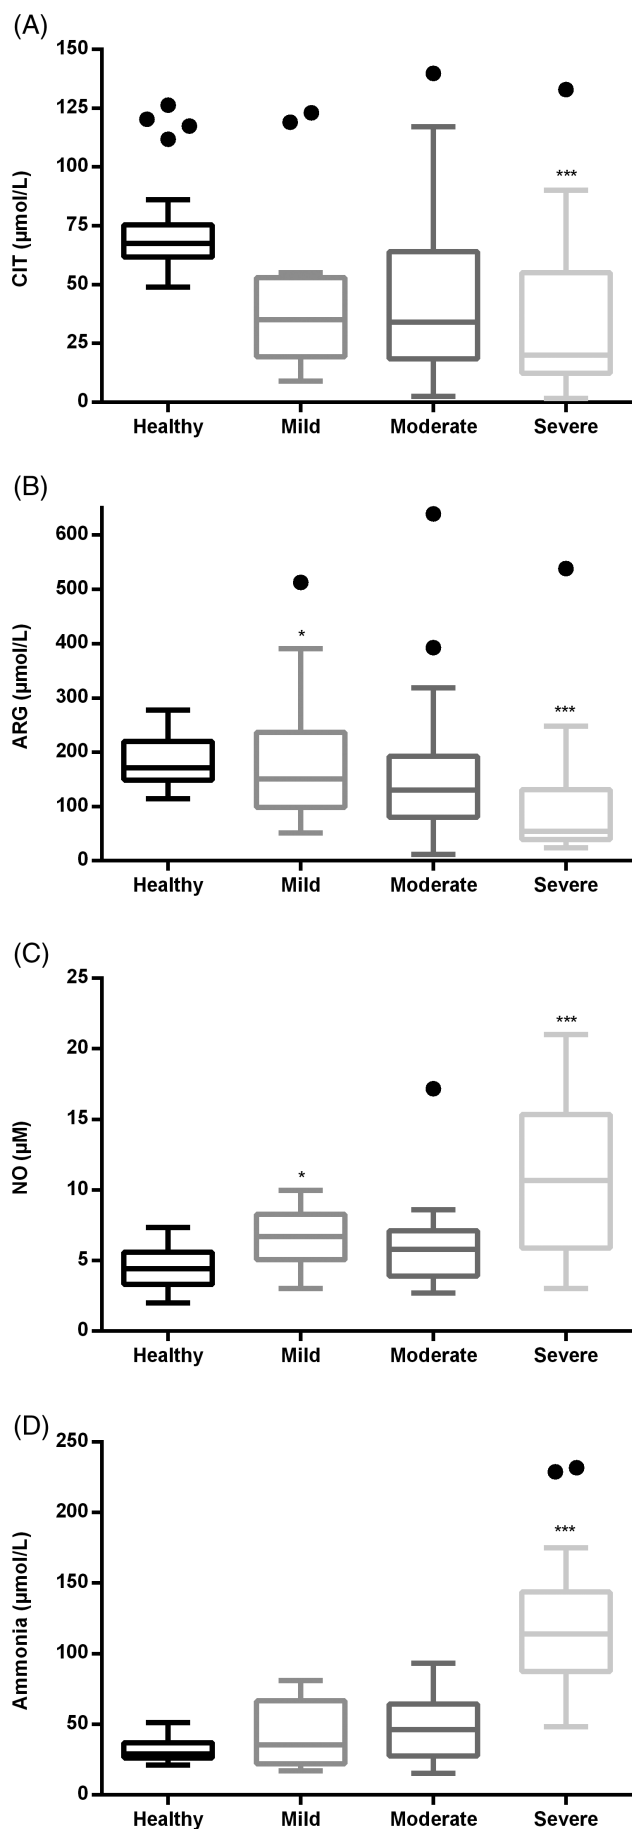 (A)
CIT (µmol/L)
150
125
100
75
50
25
0
***
Healthy Mild Moderate Severe
(B)
ARG (µmol/L)
600
500
400
300
200
100
0
*
***
Healthy Mild Moderate Severe
(C)
NO (µM)
25
20
15
10
5
0
*
***
Healthy Mild Moderate Severe
(D)
Ammonia (µmol/L)
250
200
150
100
50
0
***
Healthy Mild Moderate Severe